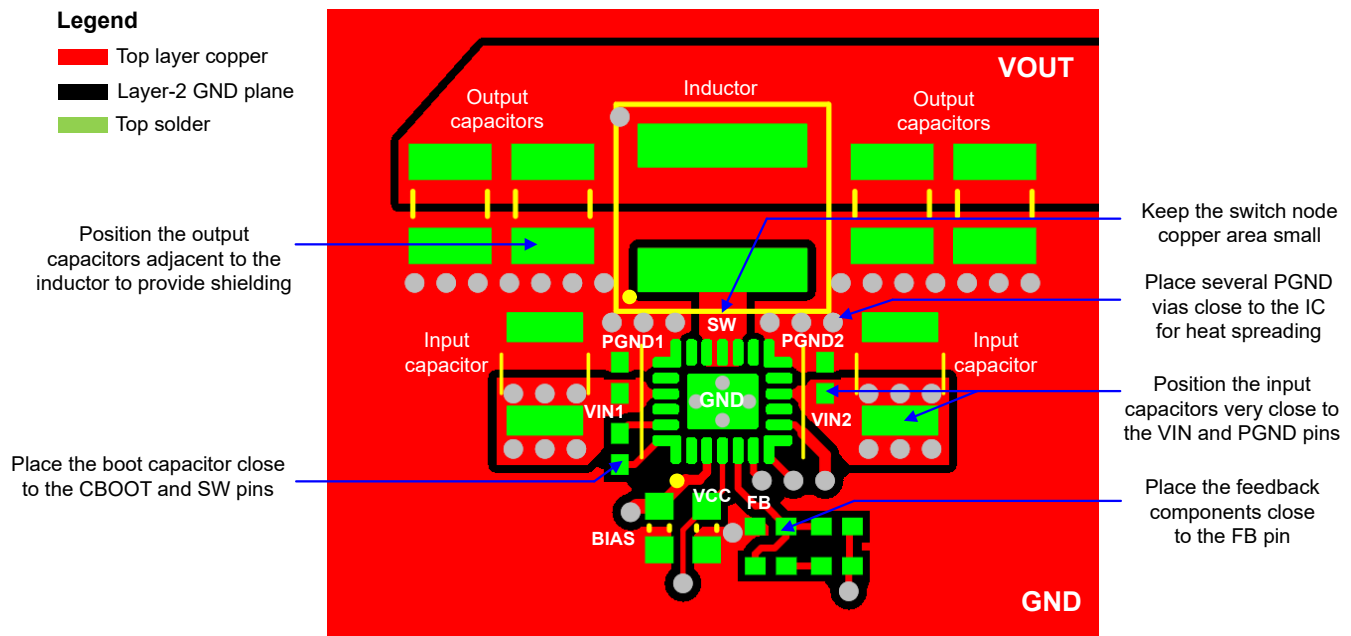 Legend
Top layer copper
Layer-2 GND plane
Top solder
VOUT
Inductor
Output
capacitors
Output
capacitors
Position the output
capacitors adjacent to the
inductor to provide shielding
Keep the switch node
copper area small
Place several PGND
vias close to the IC
for heat spreading
SW
PGND1
PGND2
Input
capacitor
Input
capacitor
GND
VIN1
VIN2
Position the input
capacitors very close to
the VIN and PGND pins
Place the boot capacitor close
to the CBOOT and SW pins
VCC
FB
BIAS
Place the feedback
components close
to the FB pin
GND